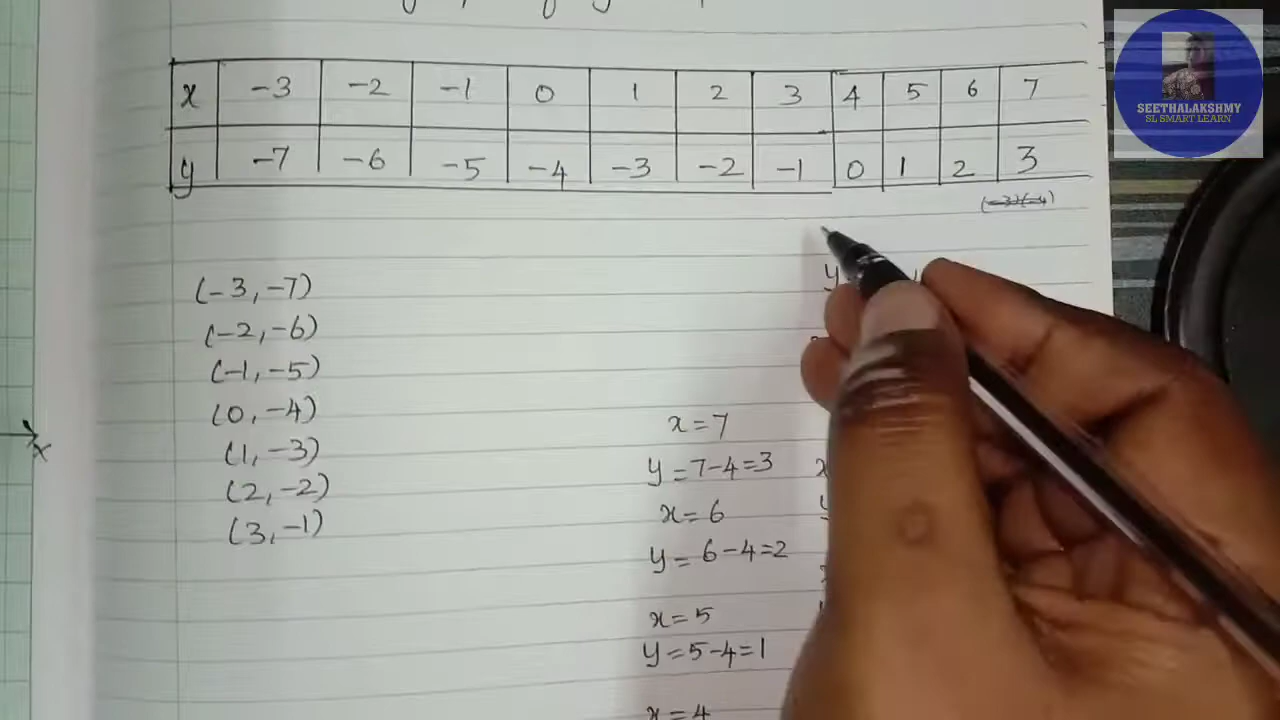 x -3 -2 -1 0 1 2 3 4 5 6 7
y -7 -6 -5 -4 -3 -2 -1 0 1 2 3
(-3, -7)
(-2, -6)
(-1, -5)
(0, -4)
(1, -3)
(2, -2)
(3, -1)
x = 7
y = 7-4=3
x = 6
y = 6-4=2
x = 5
y = 5-4=1
x = 4
y
x
SEETHALAKSHMY
SL SMART LEARN